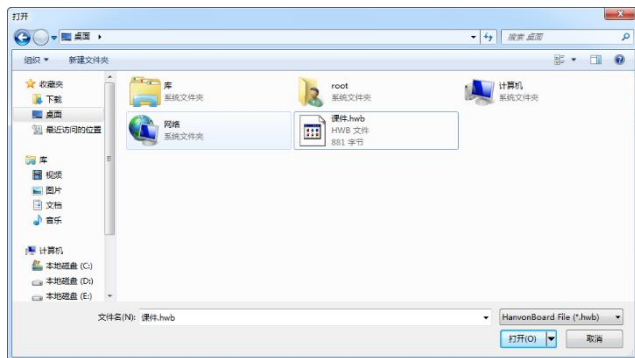 打开
桌面
搜索 桌面
组织
新建文件夹
收藏夹
下载
桌面
最近访问的位置
库
视频
图片
文档
音乐
计算机
本地磁盘 (C:)
本地磁盘 (D:)
本地磁盘 (E:)
库
系统文件夹
root
系统文件夹
计算机
系统文件夹
网络
系统文件夹
课件.hwb
HWB 文件
881 字节
文件名(N): 课件.hwb
HanvonBoard File (*.hwb)
打开(O)
取消